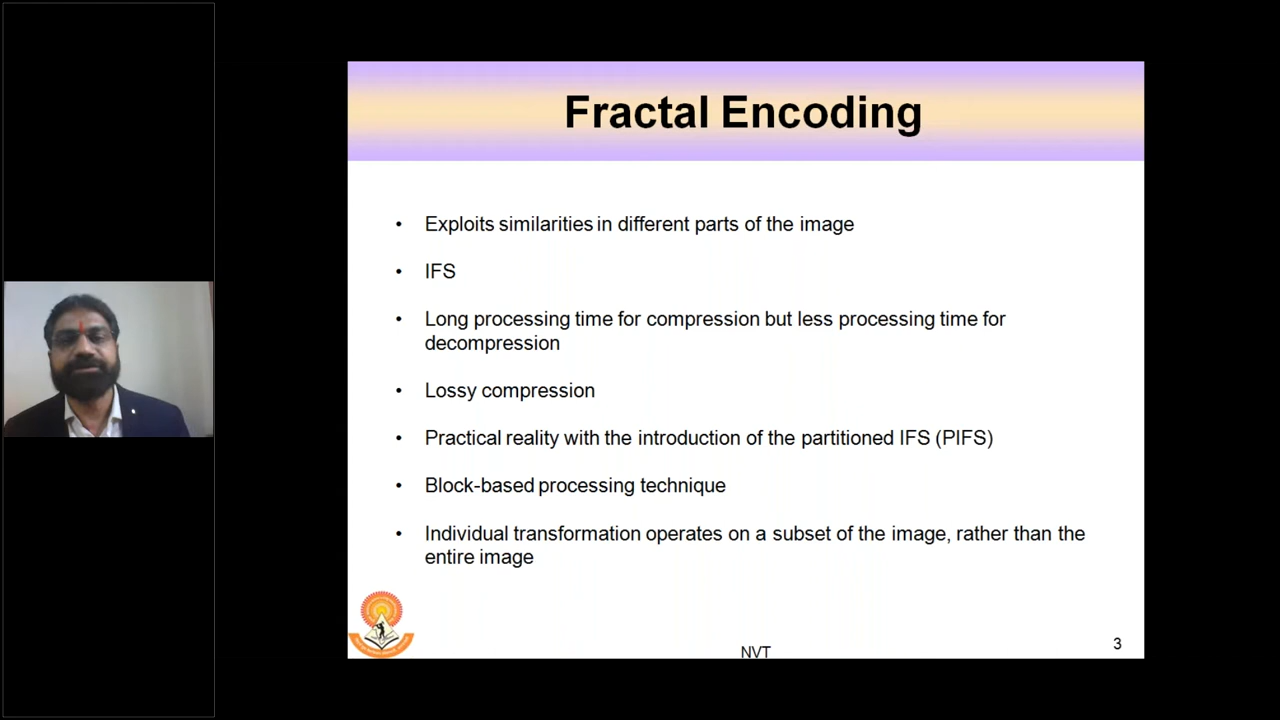 Fractal Encoding
• Exploits similarities in different parts of the image
• IFS
• Long processing time for compression but less processing time for
decompression
• Lossy compression
• Practical reality with the introduction of the partitioned IFS (PIFS)
• Block-based processing technique
• Individual transformation operates on a subset of the image, rather than the
entire image
NVT
3